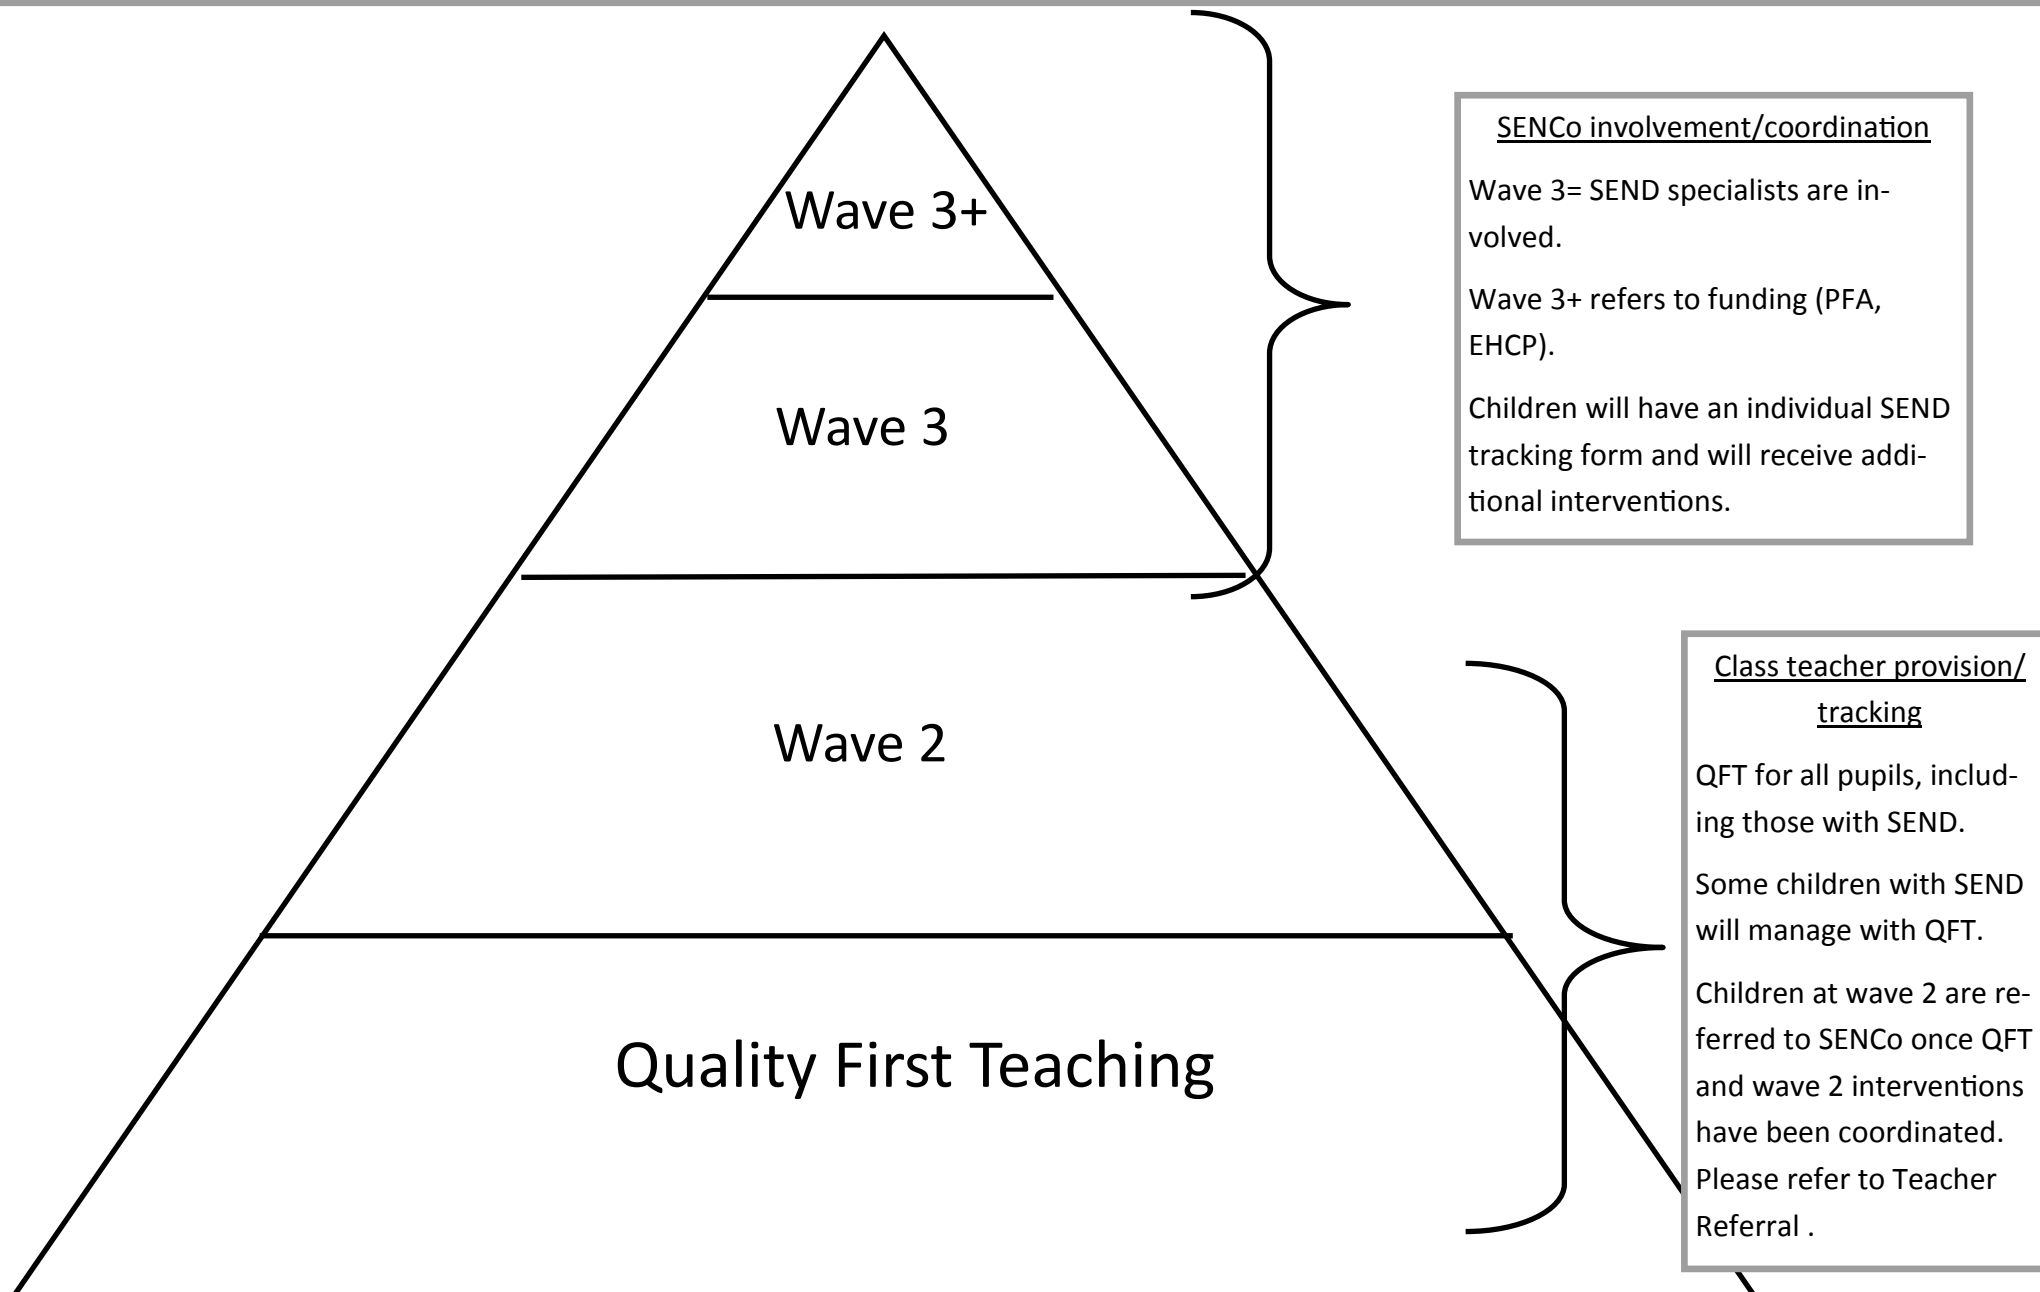 Wave 3+
Wave 3
Wave 2
Quality First Teaching
SENCo involvement/coordination
Wave 3= SEND specialists are in-
volved.
Wave 3+ refers to funding (PFA,
EHCP).
Children will have an individual SEND
tracking form and will receive addi-
tional interventions.
Class teacher provision/
tracking
QFT for all pupils, includ-
ing those with SEND.
Some children with SEND
will manage with QFT.
Children at wave 2 are re-
ferred to SENCo once QFT
and wave 2 interventions
have been coordinated.
Please refer to Teacher
Referral .